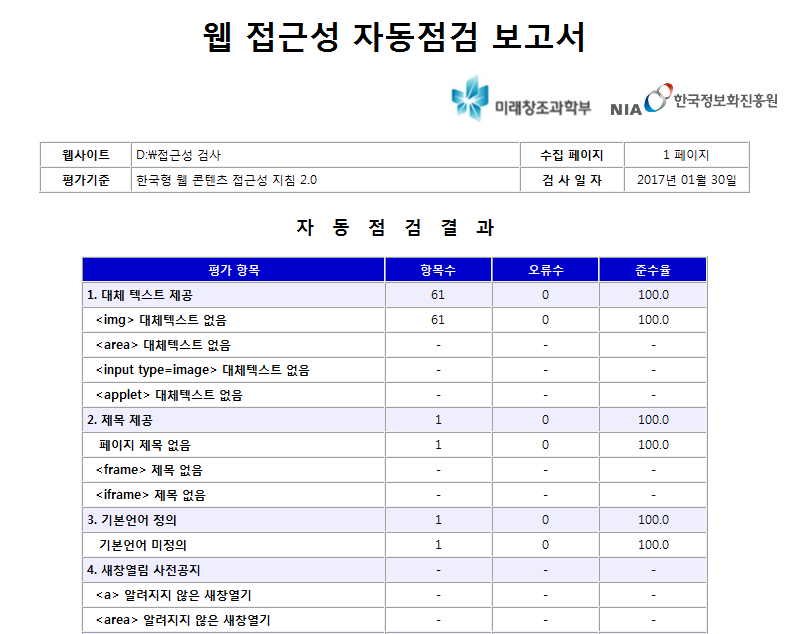 웹 접근성 자동점검 보고서
미래창조과학부 NIA 한국정보화진흥원
웹사이트 D:₩접근성 검사 수집 페이지 1 페이지
평가기준 한국형 웹 콘텐츠 접근성 지침 2.0 검 사 일 자 2017년 01월 30일
자 동 점 검 결 과
평가 항목 항목수 오류수 준수율
1. 대체 텍스트 제공 61 0 100.0
<img> 대체텍스트 없음 61 0 100.0
<area> 대체텍스트 없음 - - -
<input type=image> 대체텍스트 없음 - - -
<applet> 대체텍스트 없음 - - -
2. 제목 제공 1 0 100.0
페이지 제목 없음 1 0 100.0
<frame> 제목 없음 - - -
<iframe> 제목 없음 - - -
3. 기본언어 정의 1 0 100.0
기본언어 미정의 1 0 100.0
4. 새창열림 사전공지 - - -
<a> 알려지지 않은 새창열기 - - -
<area> 알려지지 않은 새창열기 - - -